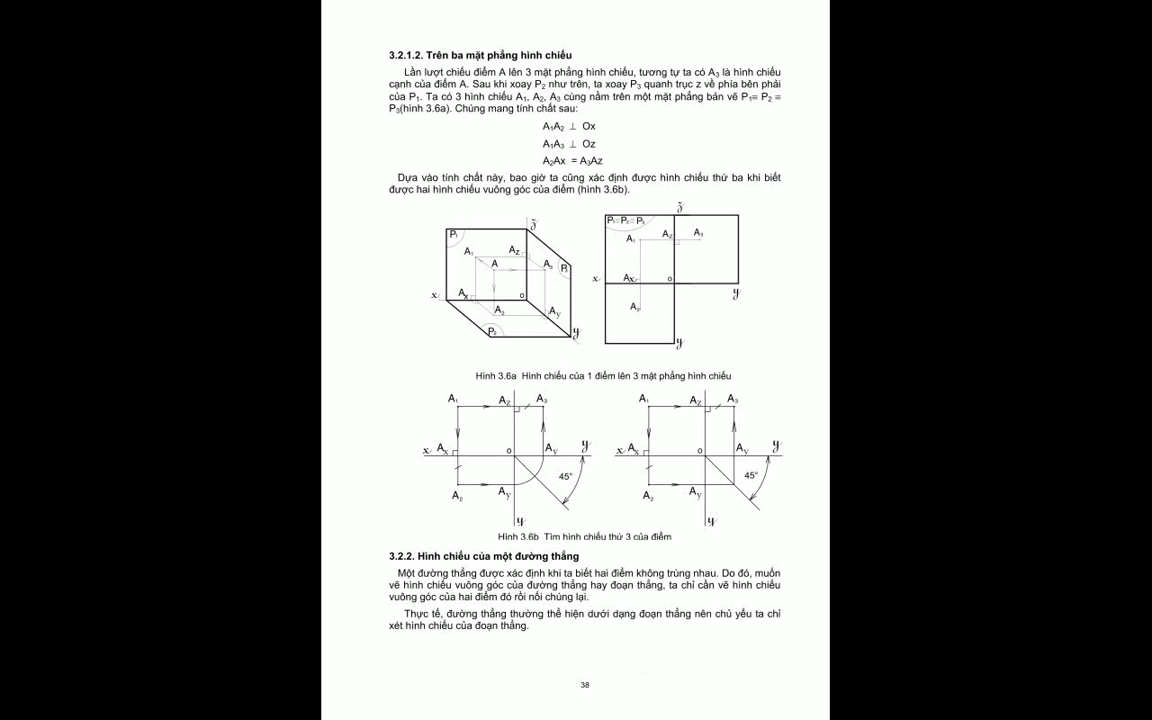 3.2.1.2. Trên ba mặt phẳng hình chiếu
Lần lượt chiếu điểm A lên 3 mặt phẳng hình chiếu, tương tự ta có A₃ là hình chiếu
cạnh của điểm A. Sau khi xoay P₂ như trên, ta xoay P₃ quanh trục z về phía bên phải
của P₁. Ta có 3 hình chiếu A₁, A₂, A₃ cùng nằm trên một mặt phẳng bản vẽ P₁≡ P₂ ≡
P₃(hình 3.6a). Chúng mang tính chất sau:
A₁A₂ ⊥ Ox
A₁A₃ ⊥ Oz
A₂Ax = A₃Az
Dựa vào tính chất này, bao giờ ta cũng xác định được hình chiếu thứ ba khi biết
được hai hình chiếu vuông góc của điểm (hình 3.6b).
P₁ z A₁ A Az A₃ P₃ x Ax o A₂ Ay P₂ y
P₁≡P₂≡P₃ z A₁ Az A₃ x Ax o y A₂ y
Hình 3.6a Hình chiếu của 1 điểm lên 3 mặt phẳng hình chiếu
A₁ Az A₃ A₁ Az A₃
x Ax o Ay y x Ax o Ay y
45° 45°
A₂ Ay A₂ Ay
y y
Hình 3.6b Tìm hình chiếu thứ 3 của điểm
3.2.2. Hình chiếu của một đường thẳng
Một đường thẳng được xác định khi ta biết hai điểm không trùng nhau. Do đó, muốn
vẽ hình chiếu vuông góc của đường thẳng hay đoạn thẳng, ta chỉ cần vẽ hình chiếu
vuông góc của hai điểm đó rồi nối chúng lại.
Thực tế, đường thẳng thường thể hiện dưới dạng đoạn thẳng nên chủ yếu ta chỉ
xét hình chiếu của đoạn thẳng.
38